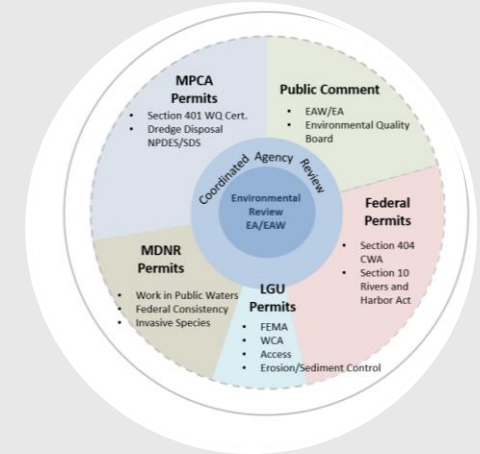 MPCA
Permits
• Section 401 WQ Cert.
• Dredge Disposal
NPDES/SDS
Public Comment
• EAW/EA
• Environmental Quality
Board
Coordinated Agency Review
Environmental
Review
EA/EAW
Federal
Permits
• Section 404
CWA
• Section 10
Rivers and
Harbor Act
MDNR
Permits
• Work in Public Waters
• Federal Consistency
• Invasive Species
LGU
Permits
• FEMA
• WCA
• Access
• Erosion/Sediment Control